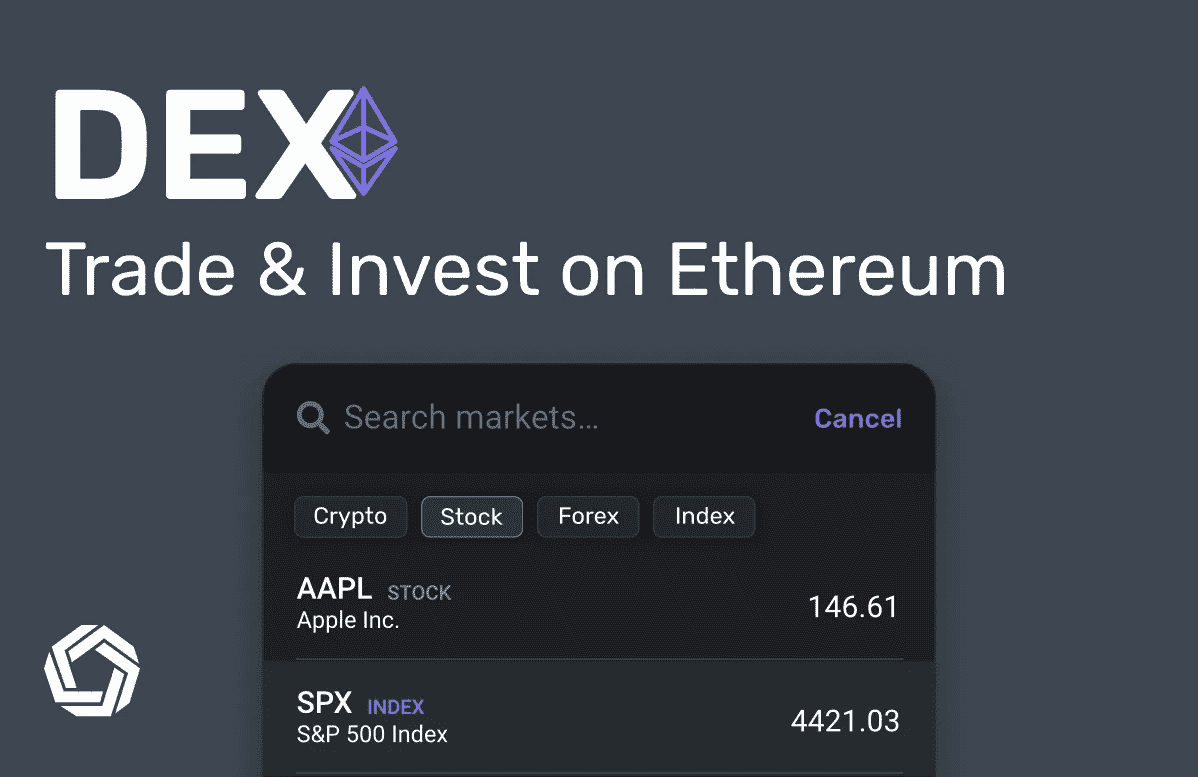 DEX
Trade & Invest on Ethereum
Search markets...
Cancel
Crypto
Stock
Forex
Index
AAPL STOCK
Apple Inc.
146.61
SPX INDEX
S&P 500 Index
4421.03